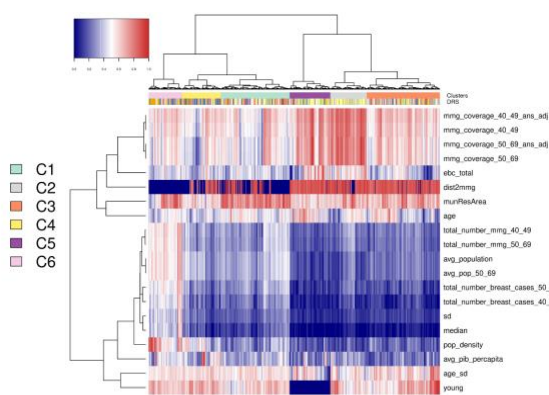 Clusters
DRS
mmg_coverage_40_49_ans_adj
mmg_coverage_40_49
mmg_coverage_50_69_ans_adj
mmg_coverage_50_69
ebc_total
dist2mmg
munResArea
age
total_number_mmg_40_49
total_number_mmg_50_69
avg_population
avg_pop_50_69
total_number_breast_cases_50_
total_number_breast_cases_40_
sd
median
pop_density
avg_pib_percapita
age_sd
young
C1
C2
C3
C4
C5
C6